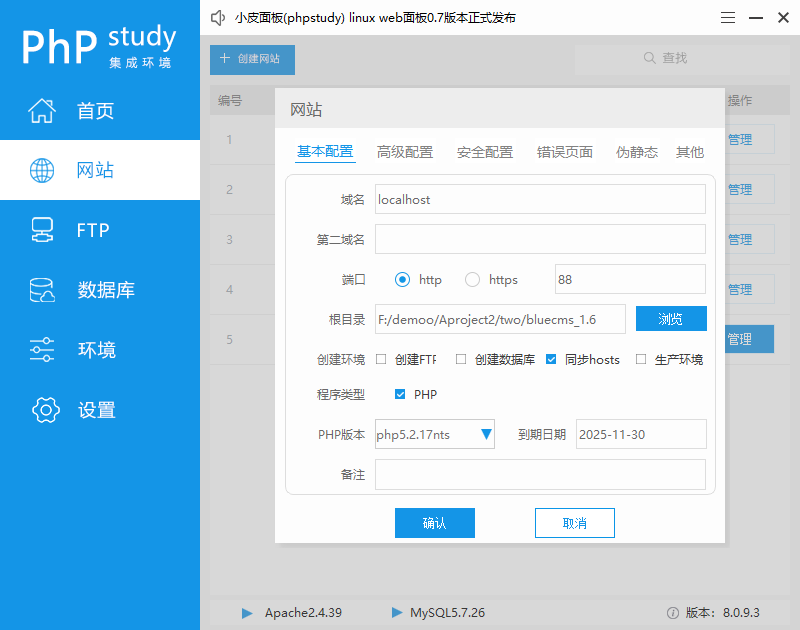 PhP study
集成环境
小皮面板(phpstudy) linux web面板0.7版本正式发布
首页
网站
FTP
数据库
环境
设置
创建网站
查找
编号
操作
1
管理
2
管理
3
管理
4
管理
5
管理
网站
基本配置 高级配置 安全配置 错误页面 伪静态 其他
域名 localhost
第二域名
端口 http https 88
根目录 F:/demoo/Aproject2/two/bluecms_1.6 浏览
创建环境 创建FTP 创建数据库 同步hosts 生产环境
程序类型 PHP
PHP版本 php5.2.17nts 到期日期 2025-11-30
备注
确认 取消
Apache2.4.39 MySQL5.7.26 版本：8.0.9.3